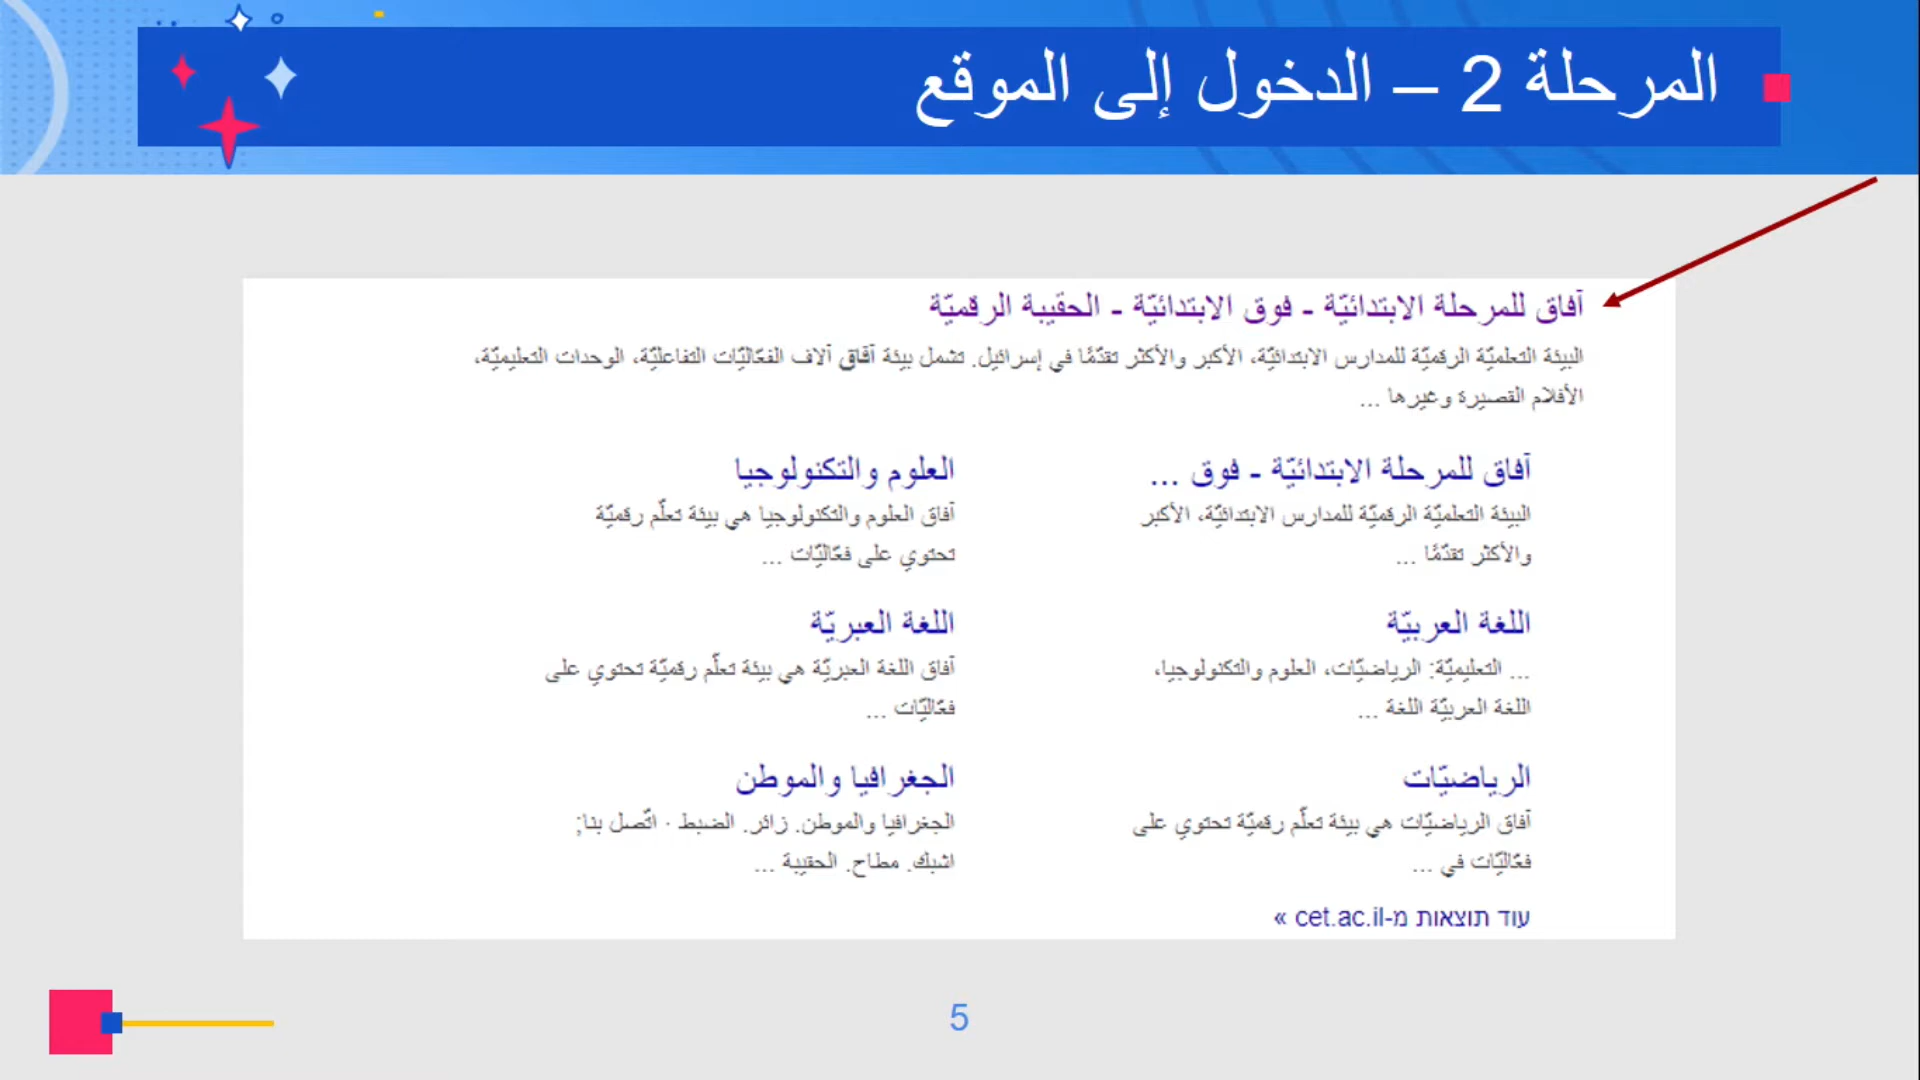 المرحلة 2 – الدخول إلى الموقع
آفاق للمرحلة الابتدائيّة - فوق الابتدائيّة - الحقيبة الرقميّة
البيئة التعلميّة الرقميّة للمدارس الابتدائيّة، الأكبر والأكثر تقدّمًا في إسرائيل. تشمل بيئة آفاق آلاف الفعّاليّات التفاعليّة، الوحدات التعليميّة،
الأفلام القصيرة وغيرها ...
آفاق للمرحلة الابتدائيّة - فوق ...
البيئة التعلميّة الرقميّة للمدارس الابتدائيّة، الأكبر
والأكثر تقدّمًا ...
العلوم والتكنولوجيا
آفاق العلوم والتكنولوجيا هي بيئة تعلّم رقميّة
تحتوي على فعّاليّات ...
اللغة العربيّة
... التعليميّة: الرياضيّات، العلوم والتكنولوجيا،
اللغة العربيّة اللغة ...
اللغة العبريّة
آفاق اللغة العبريّة هي بيئة تعلّم رقميّة تحتوي على
فعّاليّات ...
الرياضيّات
آفاق الرياضيّات هي بيئة تعلّم رقميّة تحتوي على
فعّاليّات في ...
الجغرافيا والموطن
الجغرافيا والموطن. زائر. الضبط · اتّصل بنا;
اشبك. مطاح. الحقيبة ...
עוד תוצאות מ-cet.ac.il »
5